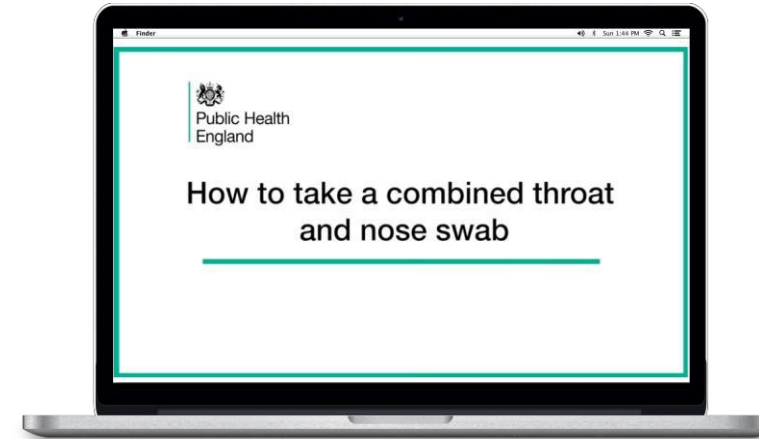 Finder
Sun 1:44 PM
Public Health
England
How to take a combined throat
and nose swab